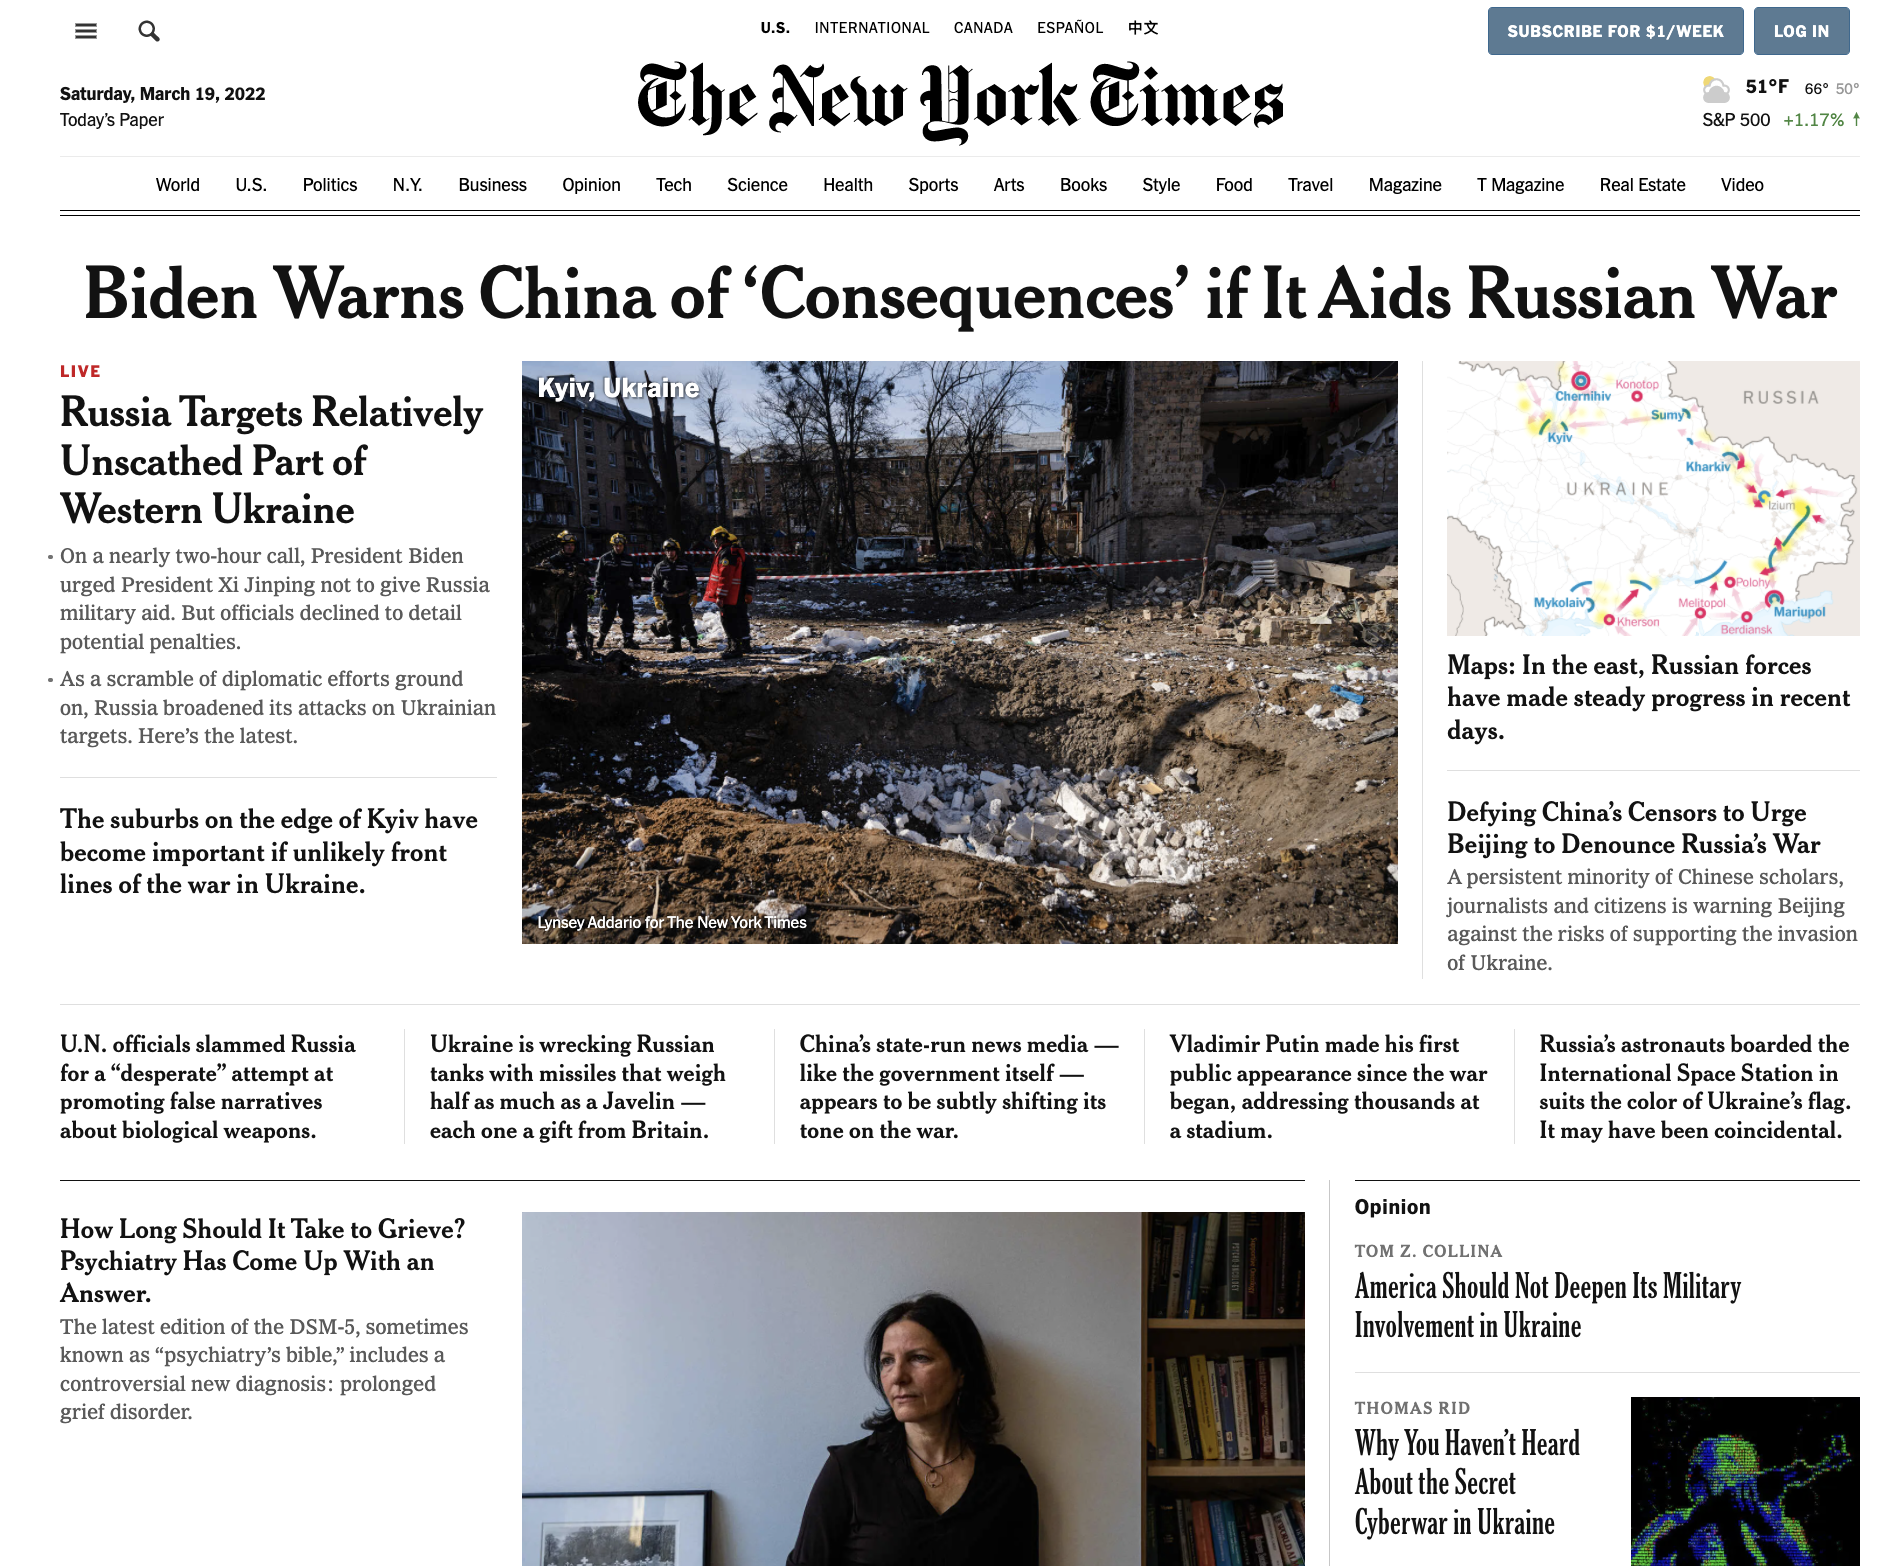 U.S. INTERNATIONAL CANADA ESPAÑOL 中文
SUBSCRIBE FOR $1/WEEK
LOG IN
Saturday, March 19, 2022
Today's Paper
The New York Times
51°F 66° 50°
S&P 500 +1.17% ↑
World U.S. Politics N.Y. Business Opinion Tech Science Health Sports Arts Books Style Food Travel Magazine T Magazine Real Estate Video
Biden Warns China of ‘Consequences’ if It Aids Russian War
LIVE
Russia Targets Relatively
Unscathed Part of
Western Ukraine
• On a nearly two-hour call, President Biden
urged President Xi Jinping not to give Russia
military aid. But officials declined to detail
potential penalties.
• As a scramble of diplomatic efforts ground
on, Russia broadened its attacks on Ukrainian
targets. Here’s the latest.
The suburbs on the edge of Kyiv have
become important if unlikely front
lines of the war in Ukraine.
Kyiv, Ukraine
Lynsey Addario for The New York Times
RUSSIA
Konotop
Chernihiv
Sumy
Kyiv
Kharkiv
UKRAINE
Izium
Polohy
Mykolaiv
Melitopol
Mariupol
Kherson
Berdiansk
Maps: In the east, Russian forces
have made steady progress in recent
days.
Defying China’s Censors to Urge
Beijing to Denounce Russia’s War
A persistent minority of Chinese scholars,
journalists and citizens is warning Beijing
against the risks of supporting the invasion
of Ukraine.
U.N. officials slammed Russia
for a “desperate” attempt at
promoting false narratives
about biological weapons.
Ukraine is wrecking Russian
tanks with missiles that weigh
half as much as a Javelin —
each one a gift from Britain.
China’s state-run news media —
like the government itself —
appears to be subtly shifting its
tone on the war.
Vladimir Putin made his first
public appearance since the war
began, addressing thousands at
a stadium.
Russia’s astronauts boarded the
International Space Station in
suits the color of Ukraine’s flag.
It may have been coincidental.
How Long Should It Take to Grieve?
Psychiatry Has Come Up With an
Answer.
The latest edition of the DSM-5, sometimes
known as “psychiatry’s bible,” includes a
controversial new diagnosis: prolonged
grief disorder.
Opinion
TOM Z. COLLINA
America Should Not Deepen Its Military
Involvement in Ukraine
THOMAS RID
Why You Haven’t Heard
About the Secret
Cyberwar in Ukraine